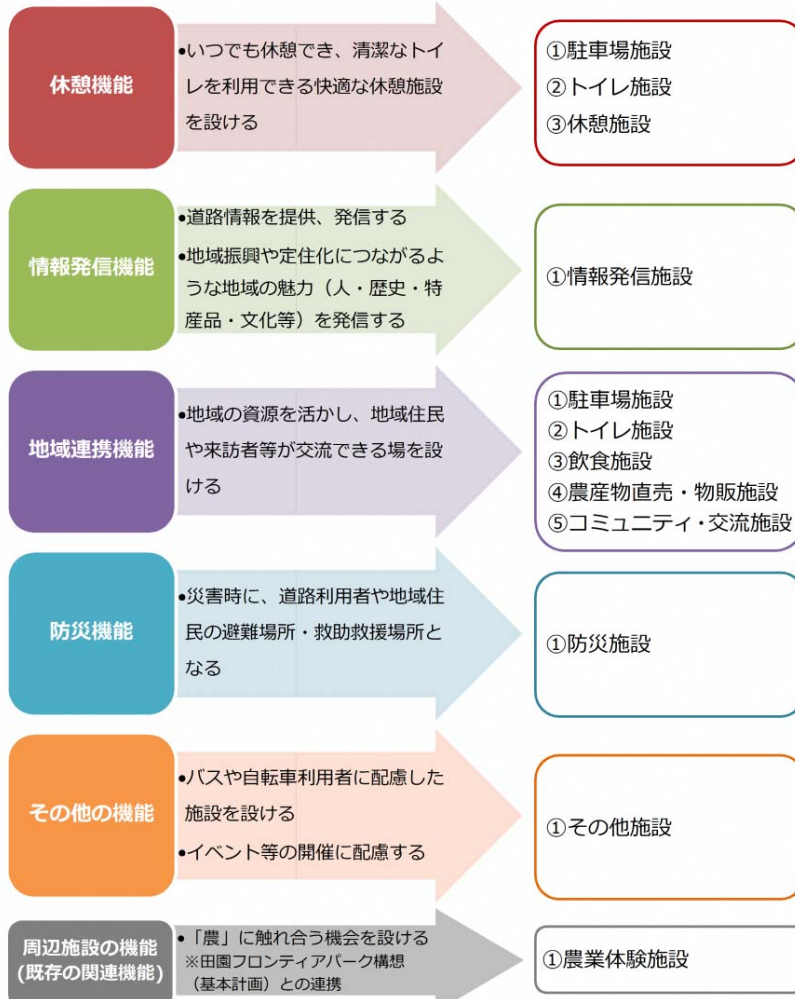 休憩機能
•いつでも休憩でき、清潔なトイ
レを利用できる快適な休憩施設
を設ける
①駐車場施設
②トイレ施設
③休憩施設
情報発信機能
•道路情報を提供、発信する
•地域振興や定住化につながるよ
うな地域の魅力（人・歴史・特
産品・文化等）を発信する
①情報発信施設
地域連携機能
•地域の資源を活かし、地域住民
や来訪者等が交流できる場を設
ける
①駐車場施設
②トイレ施設
③飲食施設
④農産物直売・物販施設
⑤コミュニティ・交流施設
防災機能
•災害時に、道路利用者や地域住
民の避難場所・救助救援場所と
なる
①防災施設
その他の機能
•バスや自転車利用者に配慮した
施設を設ける
•イベント等の開催に配慮する
①その他施設
周辺施設の機能
(既存の関連機能)
•「農」に触れ合う機会を設ける
※田園フロンティアパーク構想
（基本計画）との連携
①農業体験施設